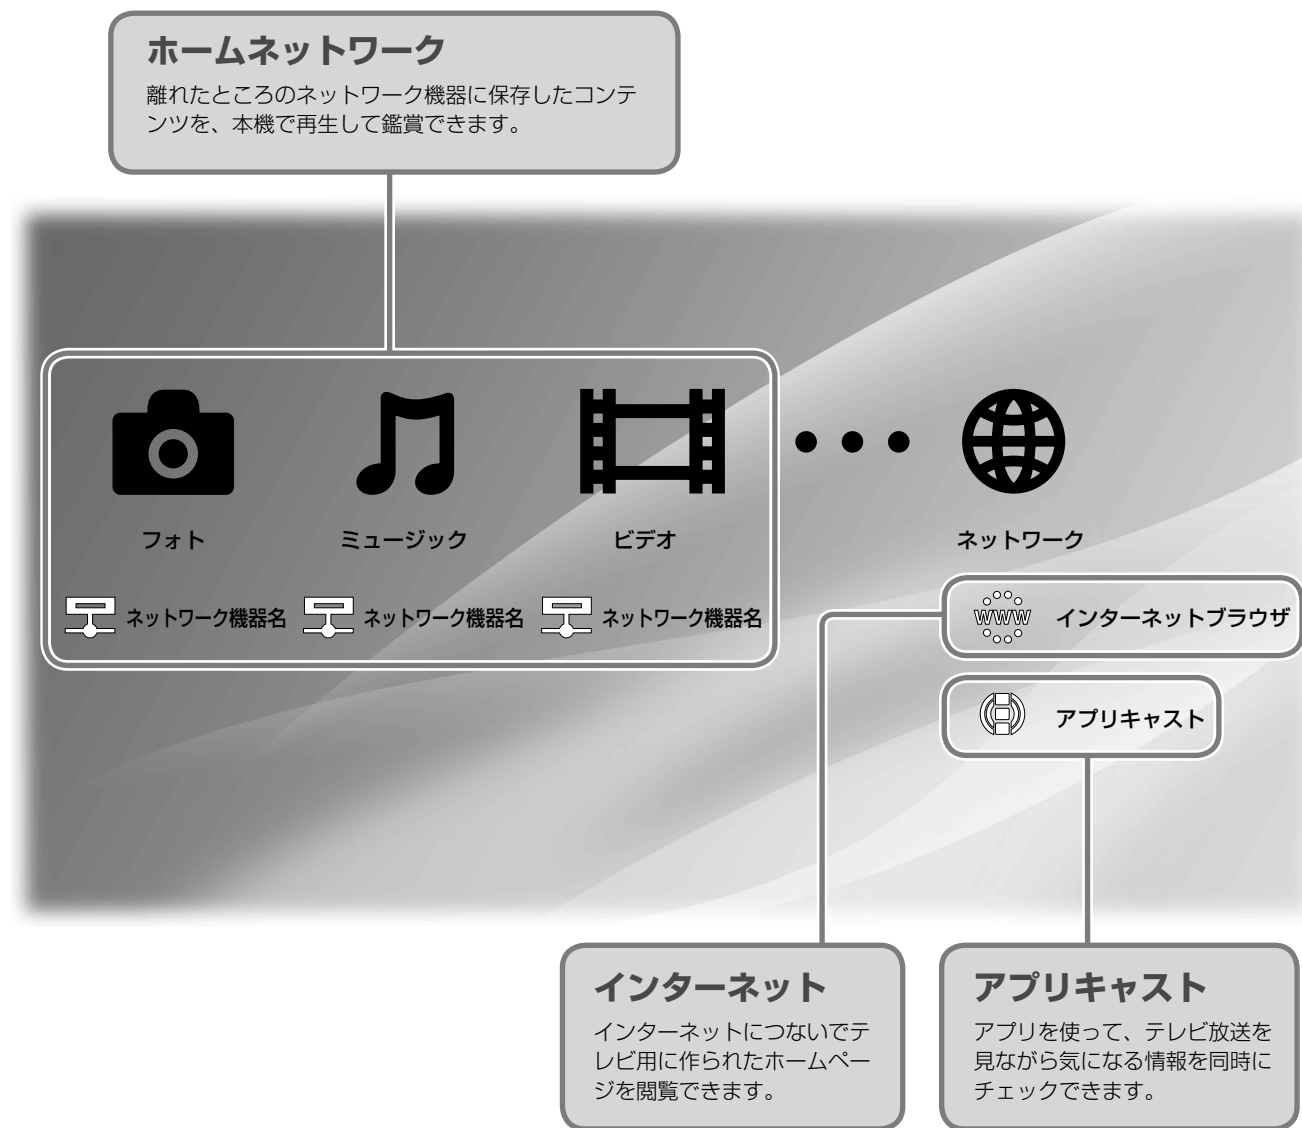 ホームネットワーク
離れたところのネットワーク機器に保存したコンテ
ンツを、本機で再生して鑑賞できます。
フォト
ミュージック
ビデオ
ネットワーク
ネットワーク機器名
ネットワーク機器名
ネットワーク機器名
WWW
インターネットブラウザ
アプリキャスト
インターネット
インターネットにつないでテ
レビ用に作られたホームペー
ジを閲覧できます。
アプリキャスト
アプリを使って、テレビ放送を
見ながら気になる情報を同時に
チェックできます。